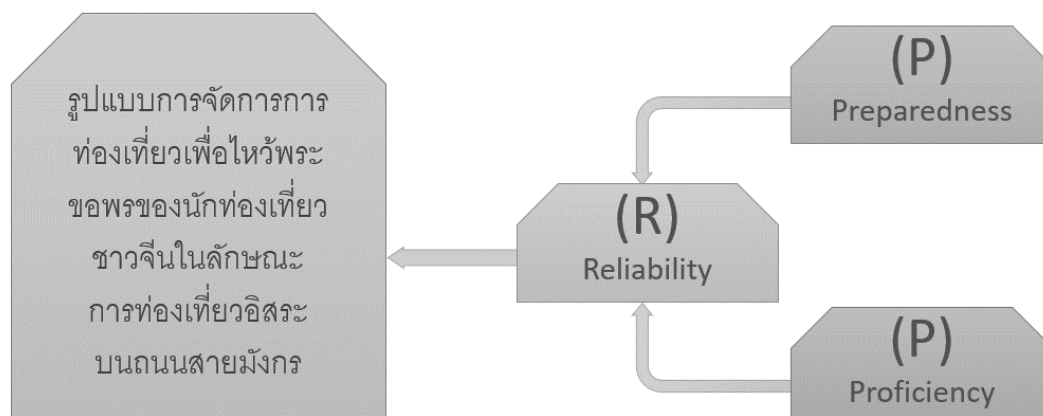 รูปแบบการจัดการการ
ท่องเที่ยวเพื่อไหว้พระ
ขอพรของนักท่องเที่ยว
ชาวจีนในลักษณะ
การท่องเที่ยวอิสระ
บนถนนสายมังกร
(R)
Reliability
(P)
Preparedness
(P)
Proficiency